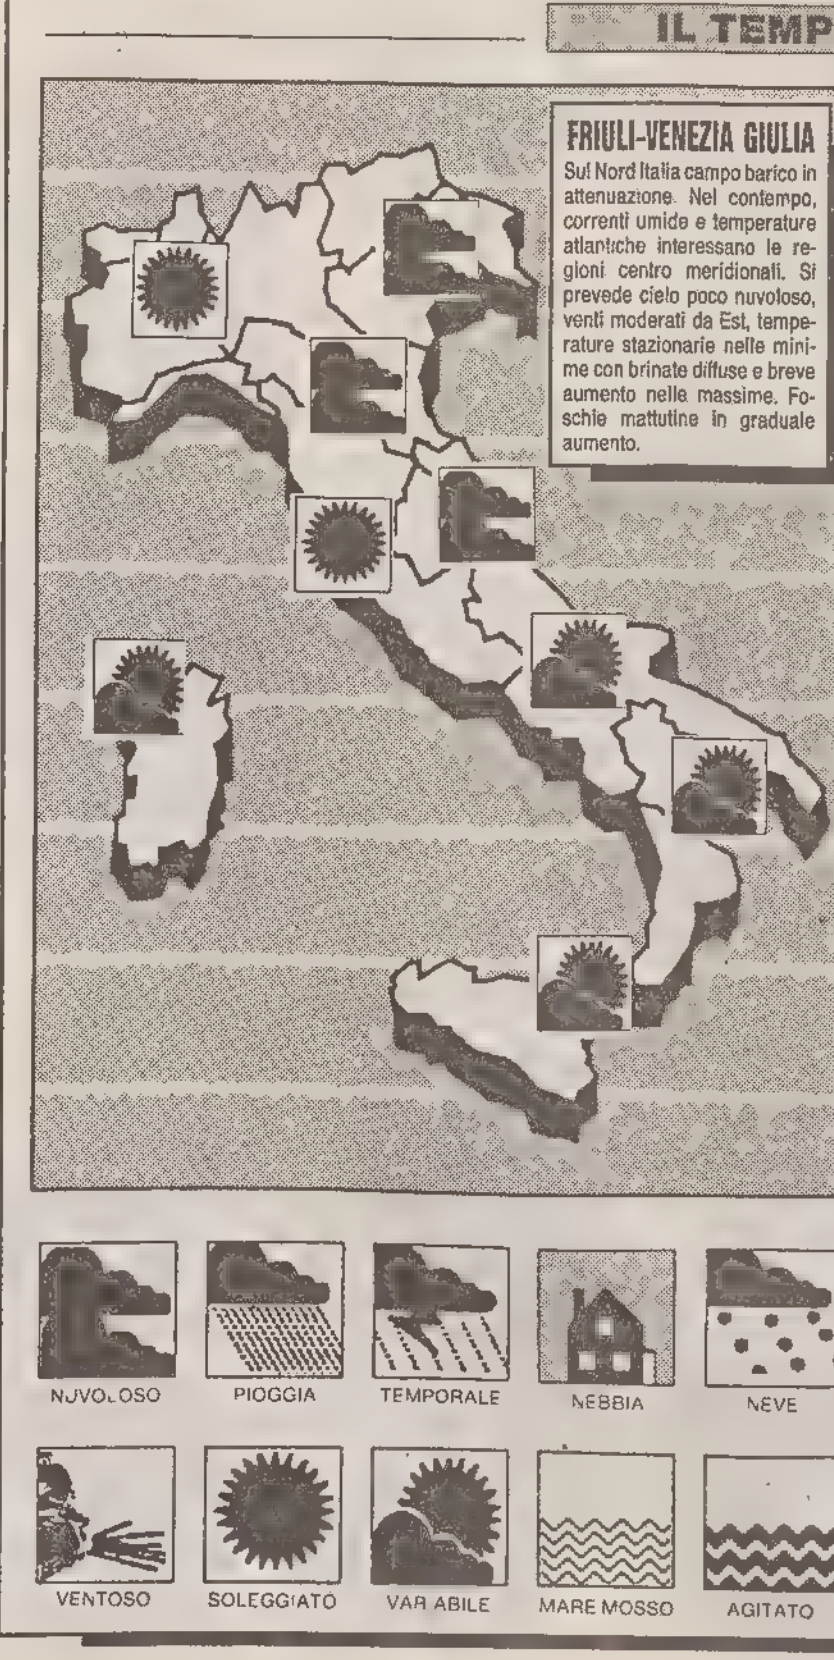 IL TEMP
FRIULI-VENEZIA GIULIA
Sul Nord Italia campo barico in
attenuazione. Nel contempo,
correnti umide e temperature
atlantiche interessano le re-
gioni centro meridionali. Si
prevede cielo poco nuvoloso,
venti moderati da Est, tempe-
rature stazionarie nelle mini-
me con brinate diffuse e breve
aumento nelle massime. Fo-
schie mattutine in graduale
aumento.
NUVOLOSO PIOGGIA TEMPORALE NEBBIA NEVE
VENTOSO SOLEGGIATO VARIABILE MARE MOSSO AGITATO